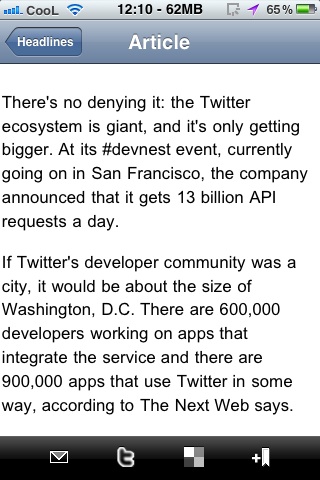 CooL 12:10 - 62MB 65%
Headlines Article
There's no denying it: the Twitter
ecosystem is giant, and it's only getting
bigger. At its #devnest event, currently
going on in San Francisco, the company
announced that it gets 13 billion API
requests a day.
If Twitter's developer community was a
city, it would be about the size of
Washington, D.C. There are 600,000
developers working on apps that
integrate the service and there are
900,000 apps that use Twitter in some
way, according to The Next Web says.